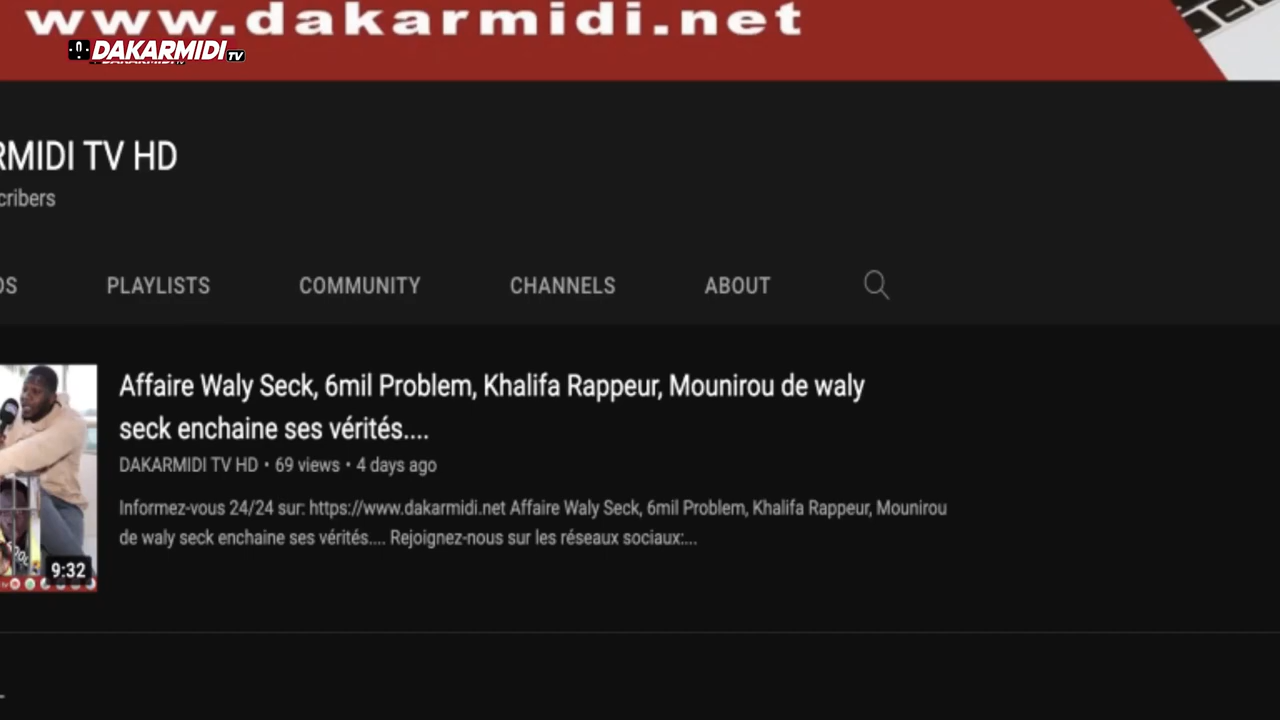 www.dakarmidi.net
DAKARMIDI TV
RMIDI TV HD
cribers
OS
PLAYLISTS
COMMUNITY
CHANNELS
ABOUT
Affaire Waly Seck, 6mil Problem, Khalifa Rappeur, Mounirou de waly
seck enchaine ses vérités....
DAKARMIDI TV HD • 69 views • 4 days ago
Informez-vous 24/24 sur: https://www.dakarmidi.net Affaire Waly Seck, 6mil Problem, Khalifa Rappeur, Mounirou
de waly seck enchaine ses vérités.... Rejoignez-nous sur les réseaux sociaux:...
9:32